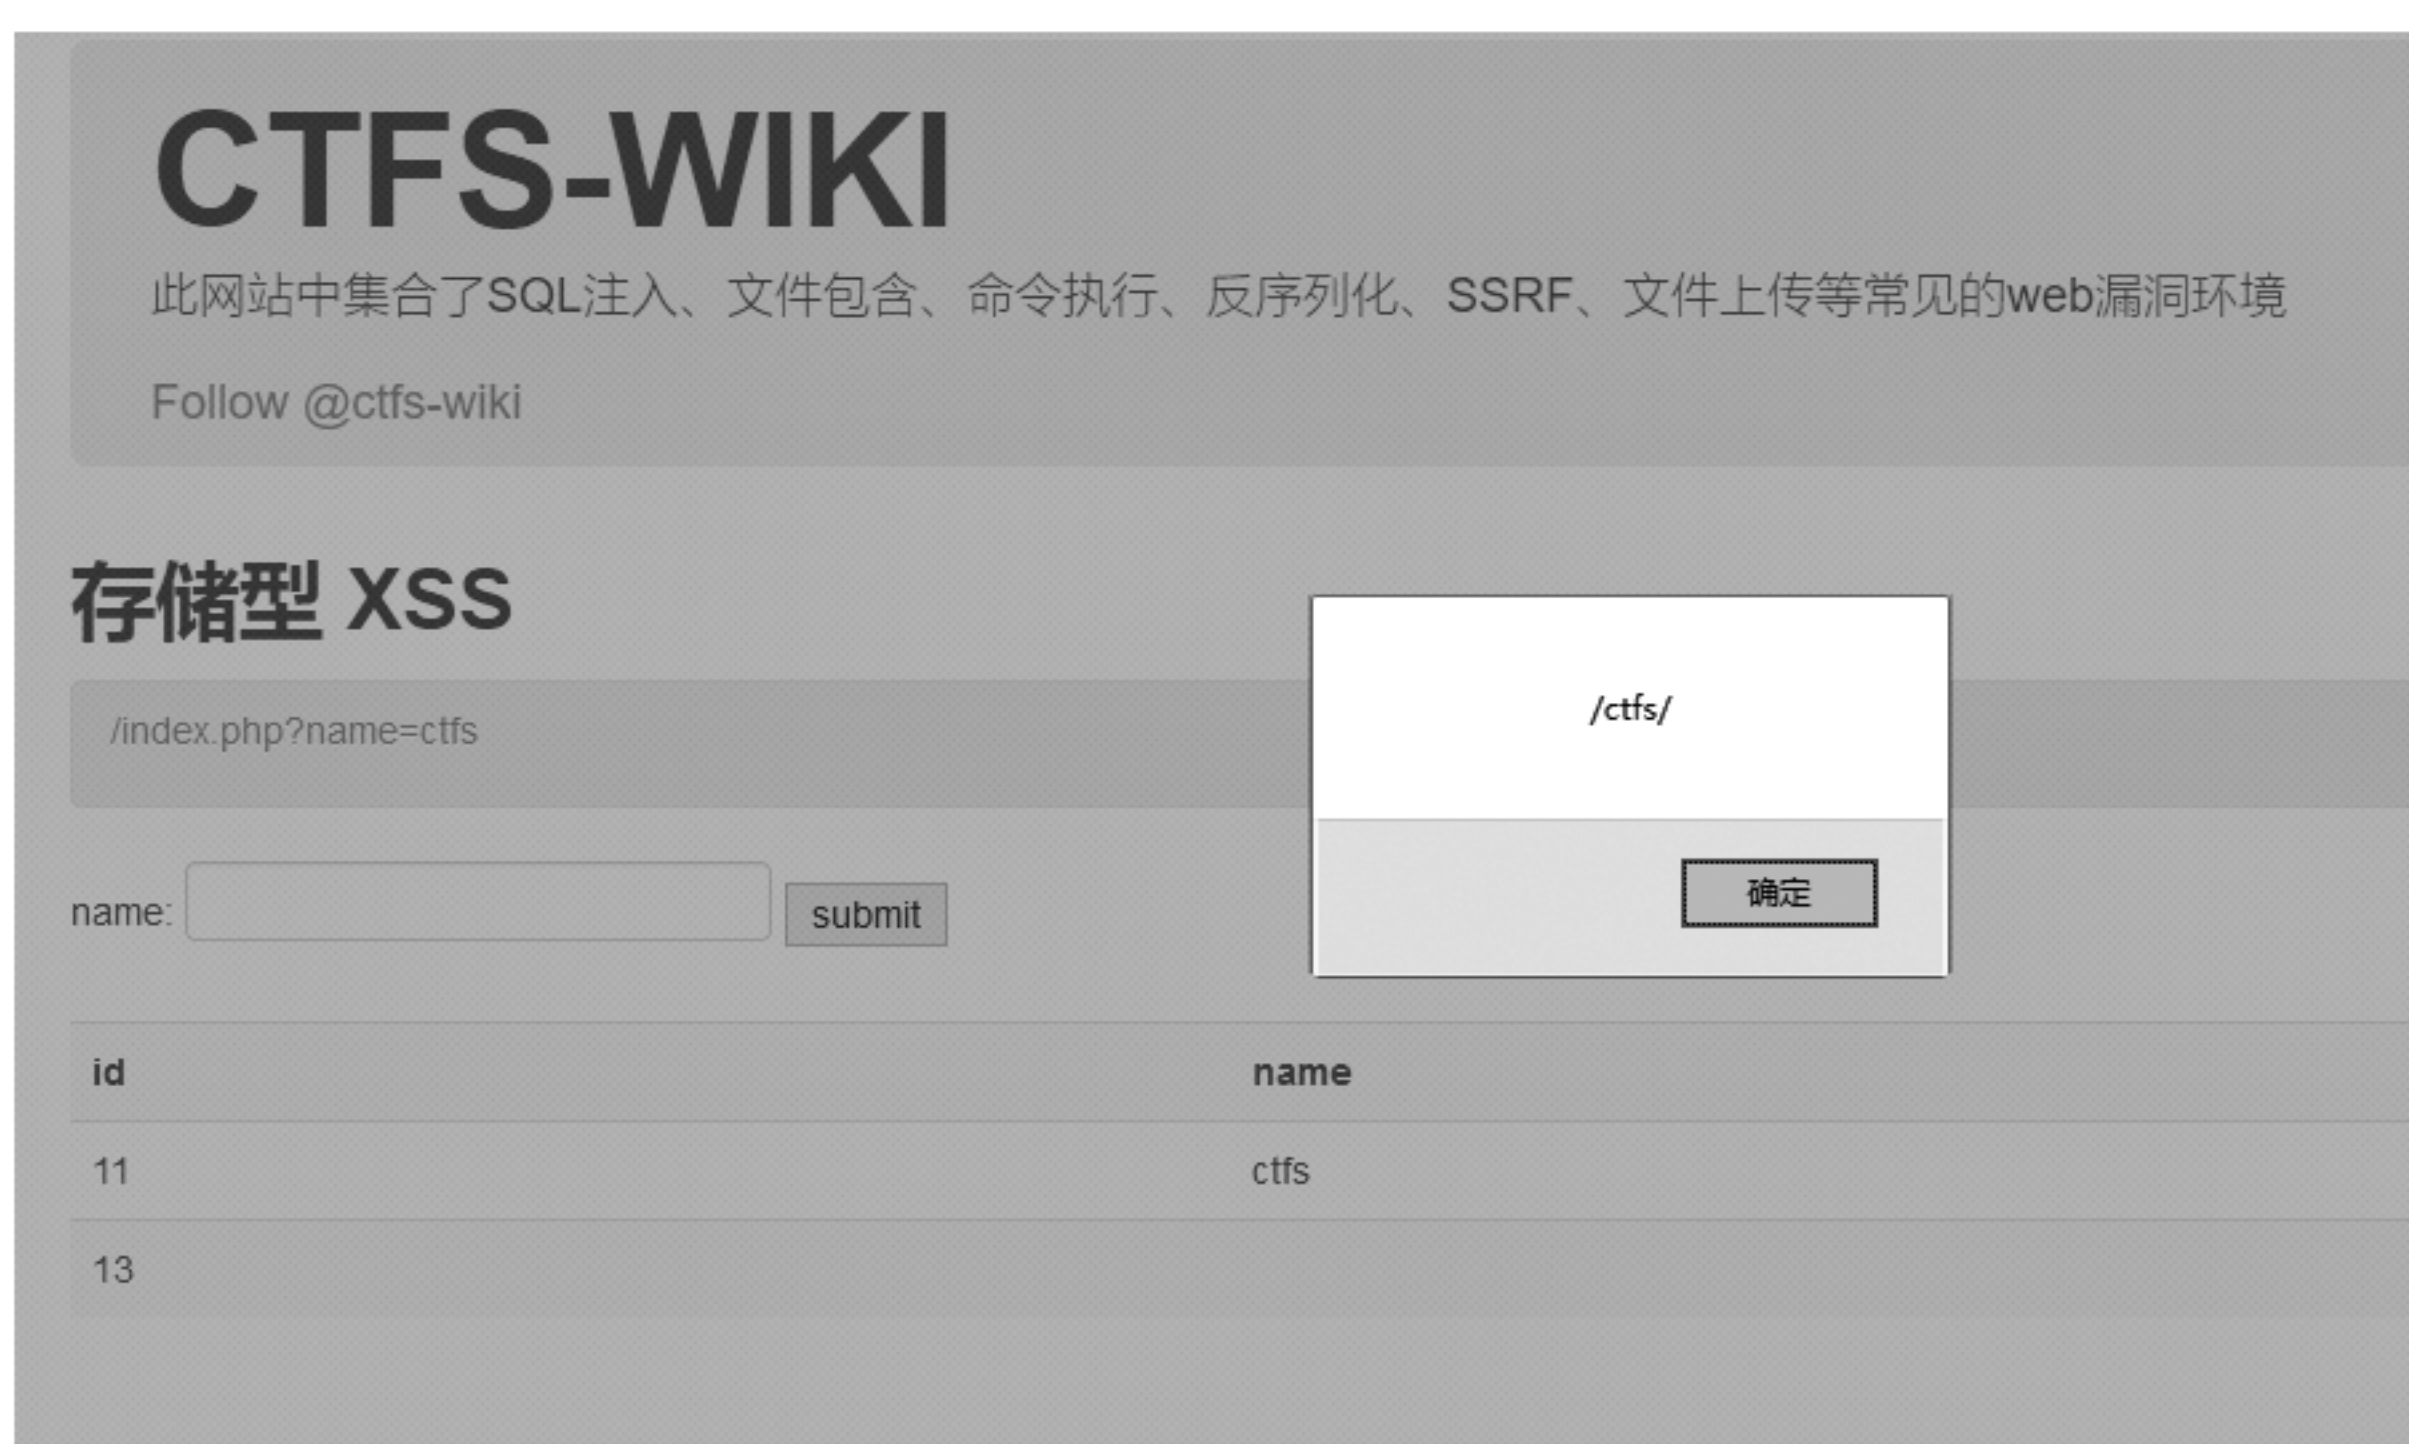 CTFS-WIKI
此网站中集合了SQL注入、文件包含、命令执行、反序列化、SSRF、文件上传等常见的web漏洞环境
Follow @ctfs-wiki
存储型 XSS
/index.php?name=ctfs
/ctfs/
确定
name: submit
id name
11 ctfs
13